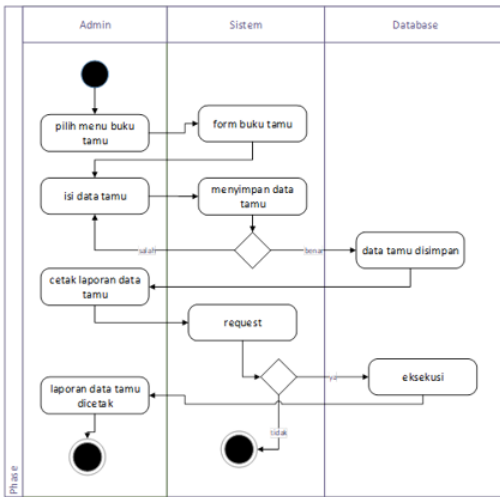 Admin
Sistem
Database
pilih menu buku
tamu
form buku tamu
isi data tamu
menyimpan data
tamu
salah
benar
data tamu disimpan
cetak laporan data
tamu
request
ya
eksekusi
laporan data tamu
dicetak
tidak
Phase